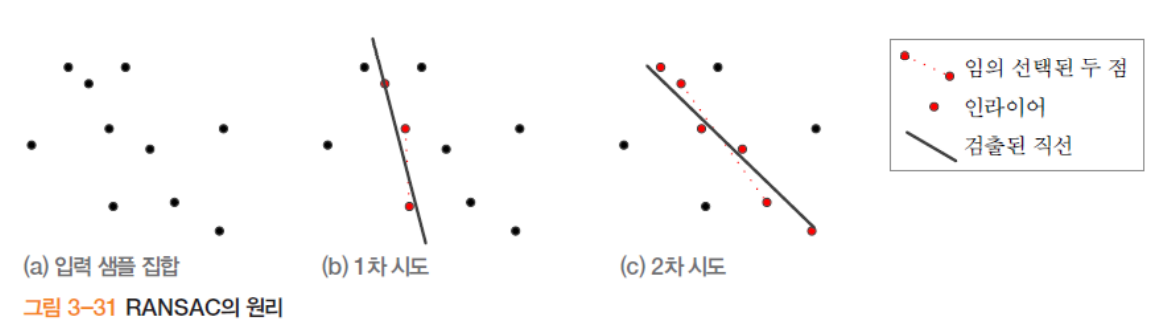 임의 선택된 두 점
인라이어
검출된 직선
(a) 입력 샘플 집합
(b) 1차 시도
(c) 2차 시도
그림 3-31 RANSAC의 원리